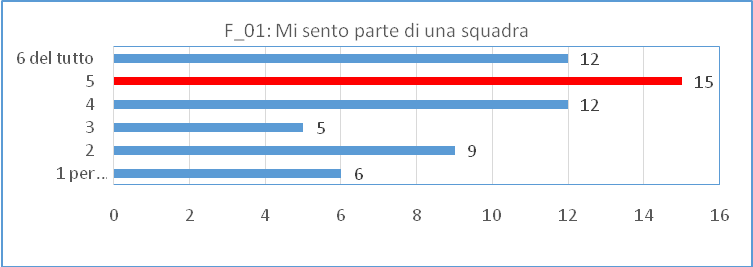 F_01: Mi sento parte di una squadra
6 del tutto 12
5 15
4 12
3 5
2 9
1 per... 6
0 2 4 6 8 10 12 14 16